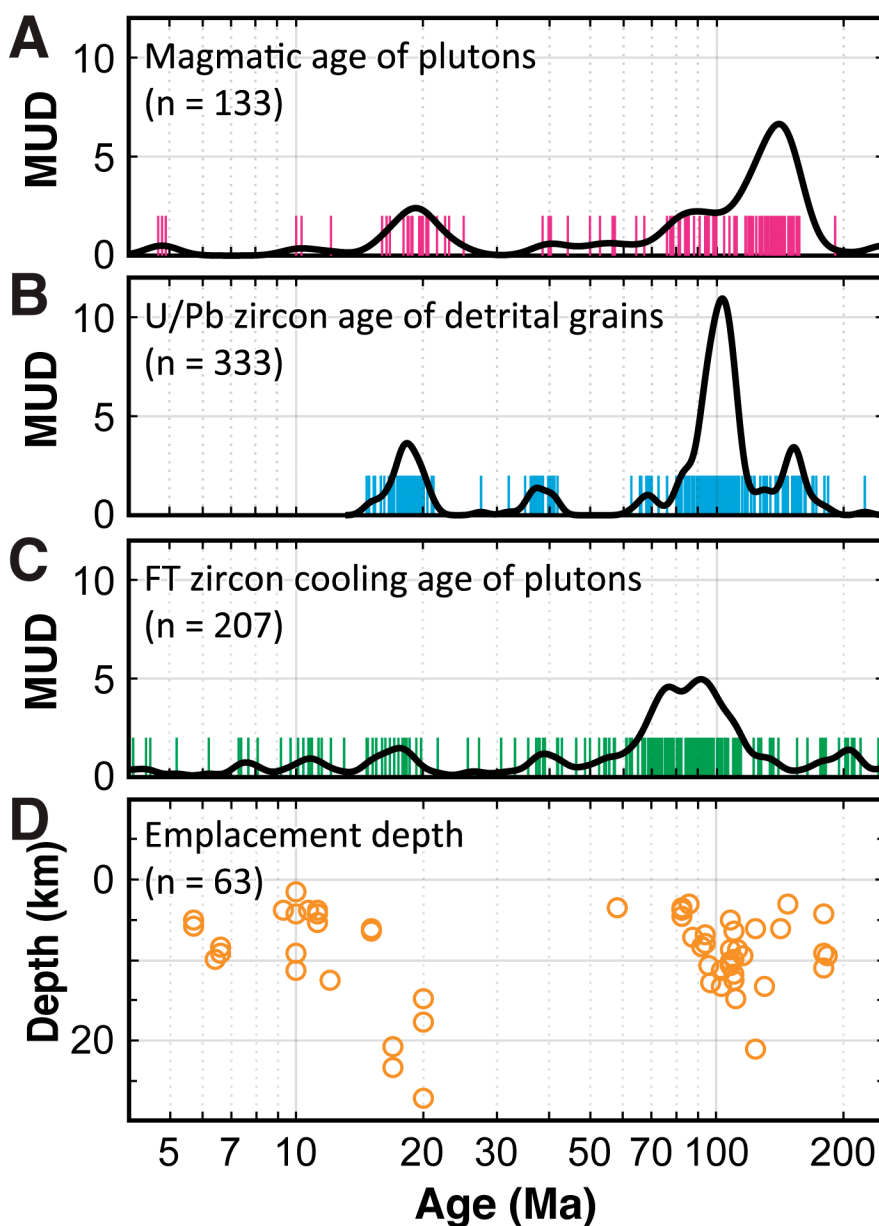 A
MUD
10
5
0
Magmatic age of plutons
(n = 133)
B
MUD
10
5
0
U/Pb zircon age of detrital grains
(n = 333)
C
MUD
10
5
0
FT zircon cooling age of plutons
(n = 207)
D
Depth (km)
0
20
Emplacement depth
(n = 63)
5 7 10 20 50 70 100 200
Age (Ma)